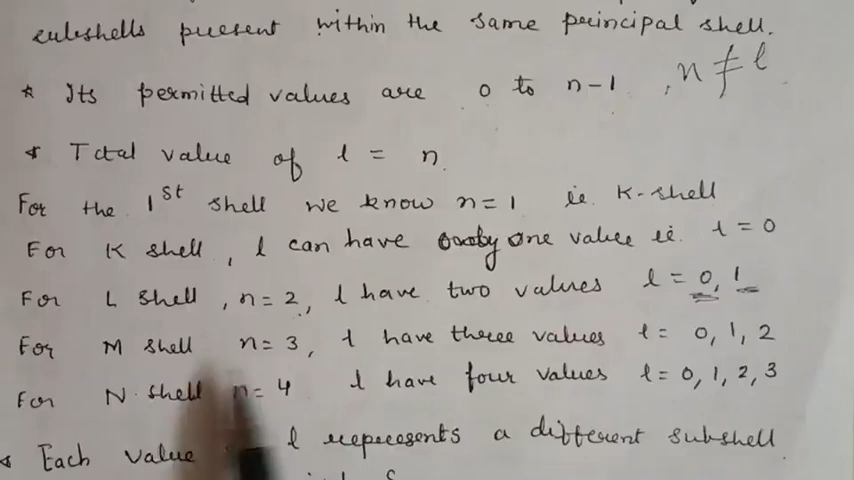 subshells present within the same principal shell.
* Its permitted values are 0 to n-1 , n ≠ l
* Total value of l = n.
For the 1st shell we know n=1 ie. K-shell
For K shell, l can have only one value ie. l = 0
For L shell, n=2, l have two values l = 0, 1
For M shell n=3, l have three values l = 0, 1, 2
For N shell n=4 l have four values l = 0, 1, 2, 3
* Each value l represents a different subshell